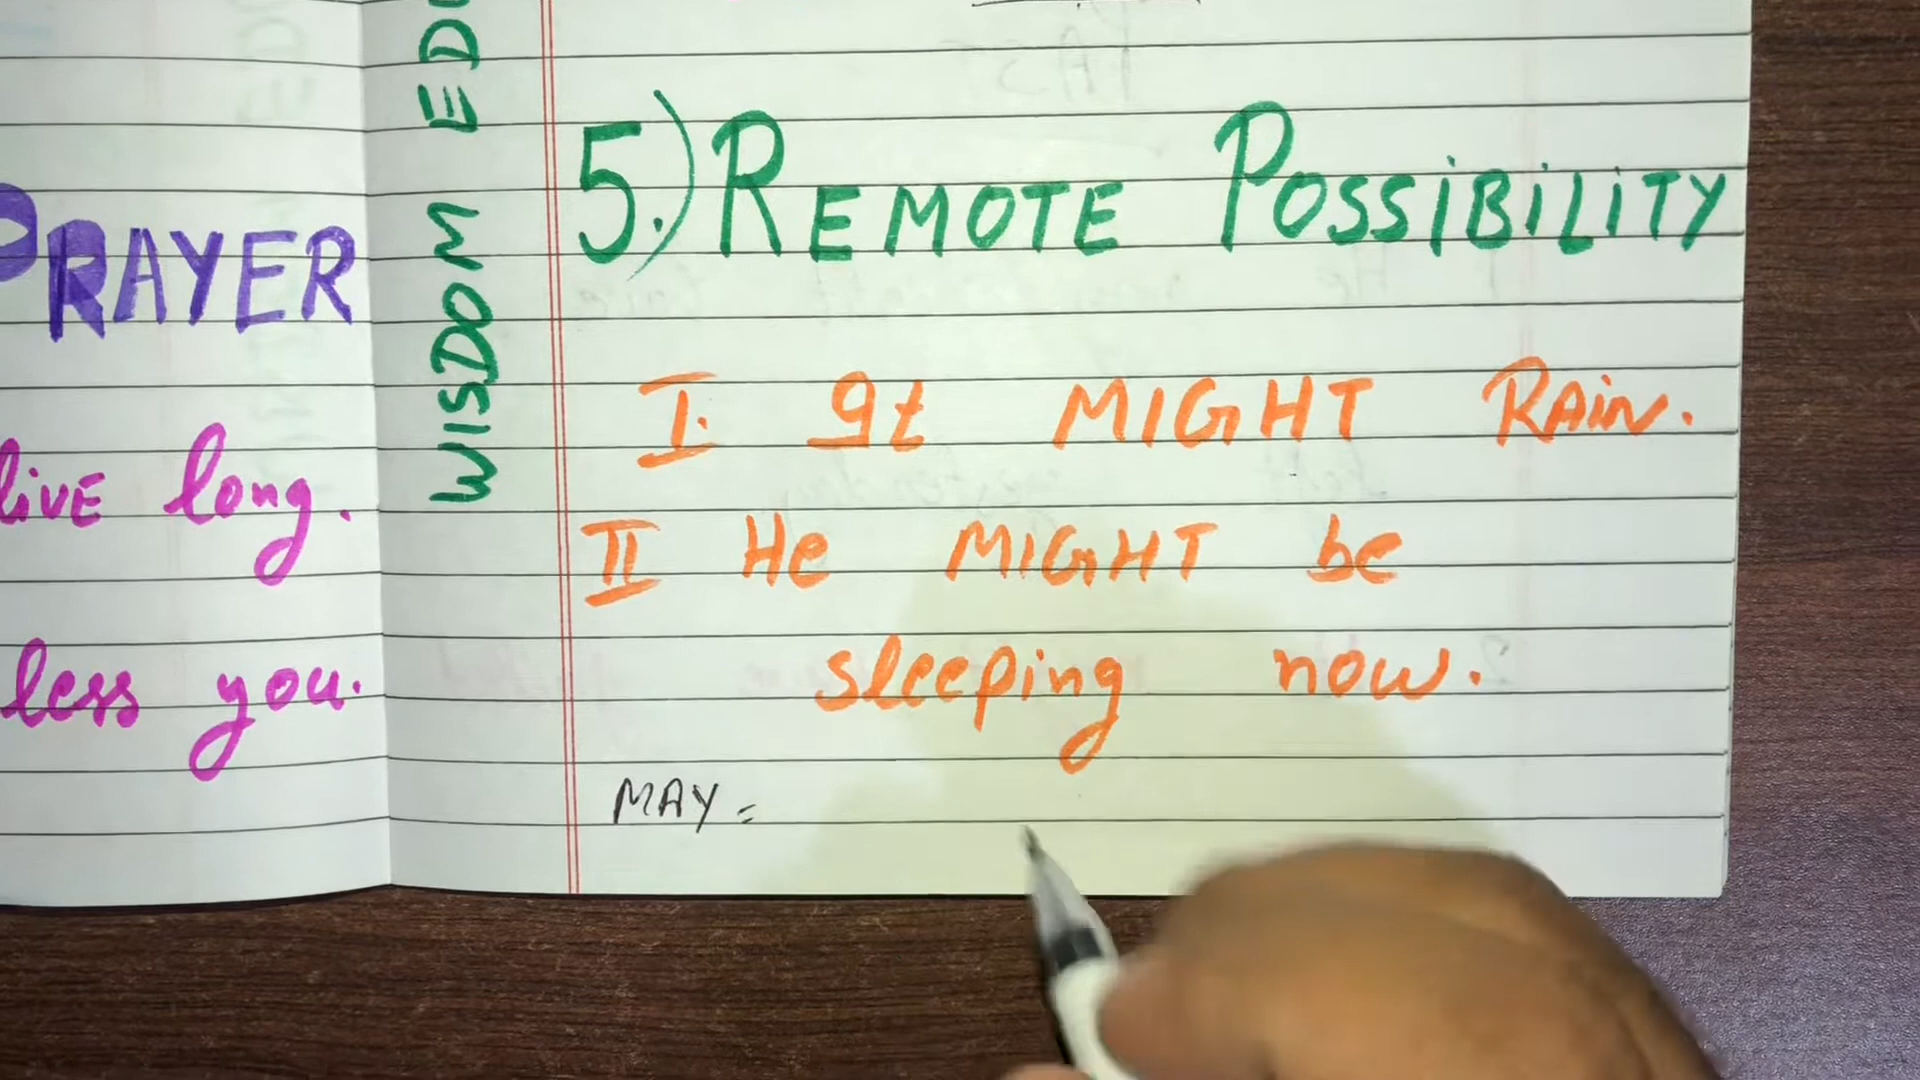 PRAYER
live long.
less you.
WISDOM ED
5.) REMOTE POSSIBILITY
I. It MIGHT RAIN.
II He MIGHT be
sleeping now.
MAY =